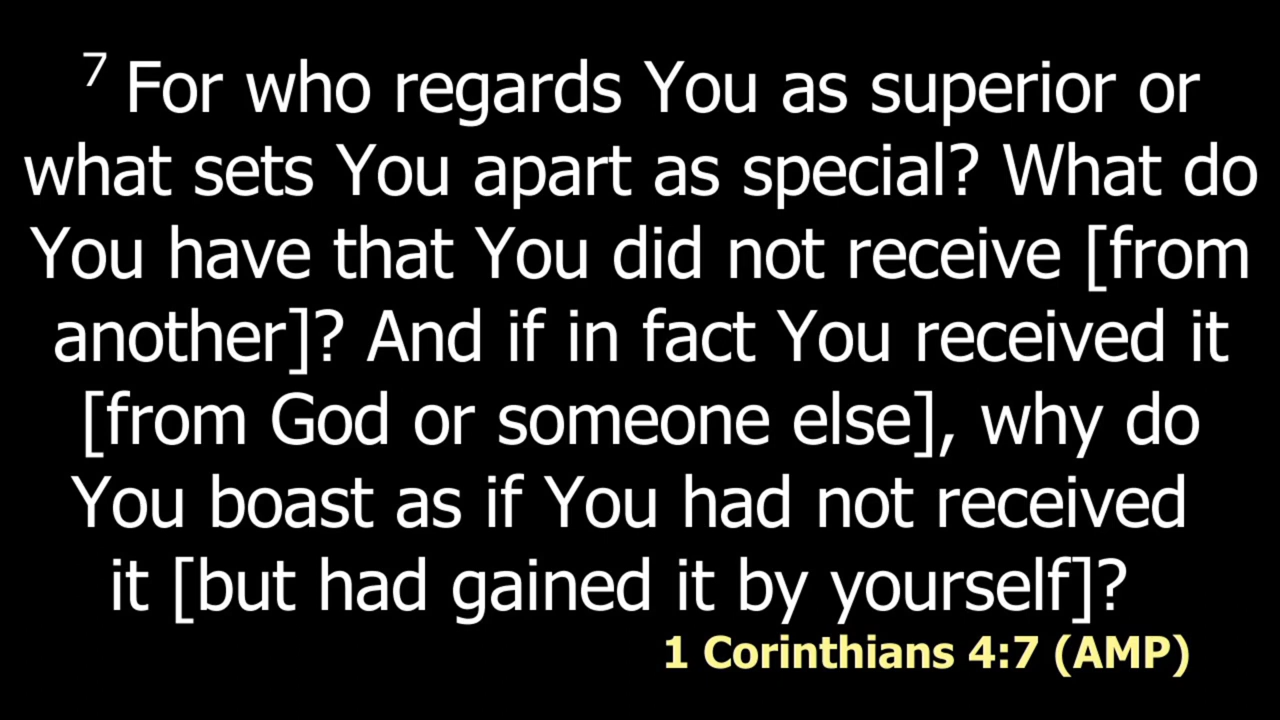 7 For who regards You as superior or
what sets You apart as special? What do
You have that You did not receive [from
another]? And if in fact You received it
[from God or someone else], why do
You boast as if You had not received
it [but had gained it by yourself]?
1 Corinthians 4:7 (AMP)